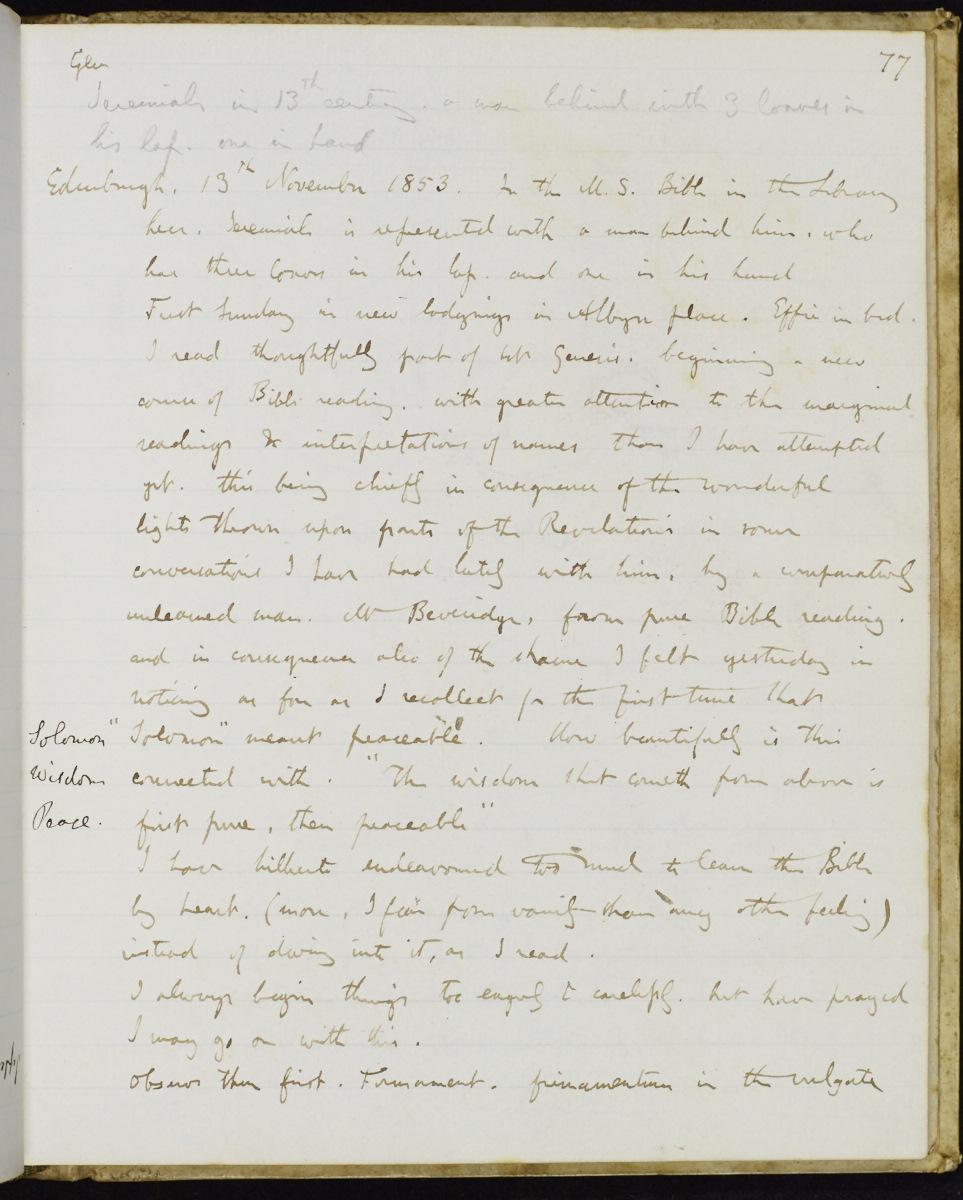 Gen
77
Jeremiah in 13th century. a man behind with 3 loaves in
his lap. one in hand
Edinburgh. 13th November 1853. In the M.S. Bible in the Library
here. Jeremiah is represented with a man behind him, who
has three loaves in his lap. and one in his hand
First Sunday in new lodgings in Albyn place. Effie in bed.
I read thoughtfully part of Genesis. beginning a new
course of Bible reading. with greater attention to the marginal
readings & interpretations of names than I have attempted
yet. this being chiefly in consequence of the wonderful
lights thrown upon parts of the Revelations in some
conversations I have had lately with him, by a comparatively
unlearned man. Mr Beveridge, from pure Bible reading.
and in consequence also of the shame I felt yesterday in
noticing as far as I recollect for the first time that
"Solomon" meant peaceable. How beautifully is this
connected with. "The wisdom that cometh from above is
first pure, then peaceable"
Solomon
Wisdom
Peace.
I have hitherto endeavoured too much to learn the Bible
by heart. (more, I fear from vanity than any other feeling)
instead of diving into it, as I read.
I always begin things too eagerly & carelessly. but have prayed
I may go on with this.
Observe then first. Firmament. firmamentum in the vulgate